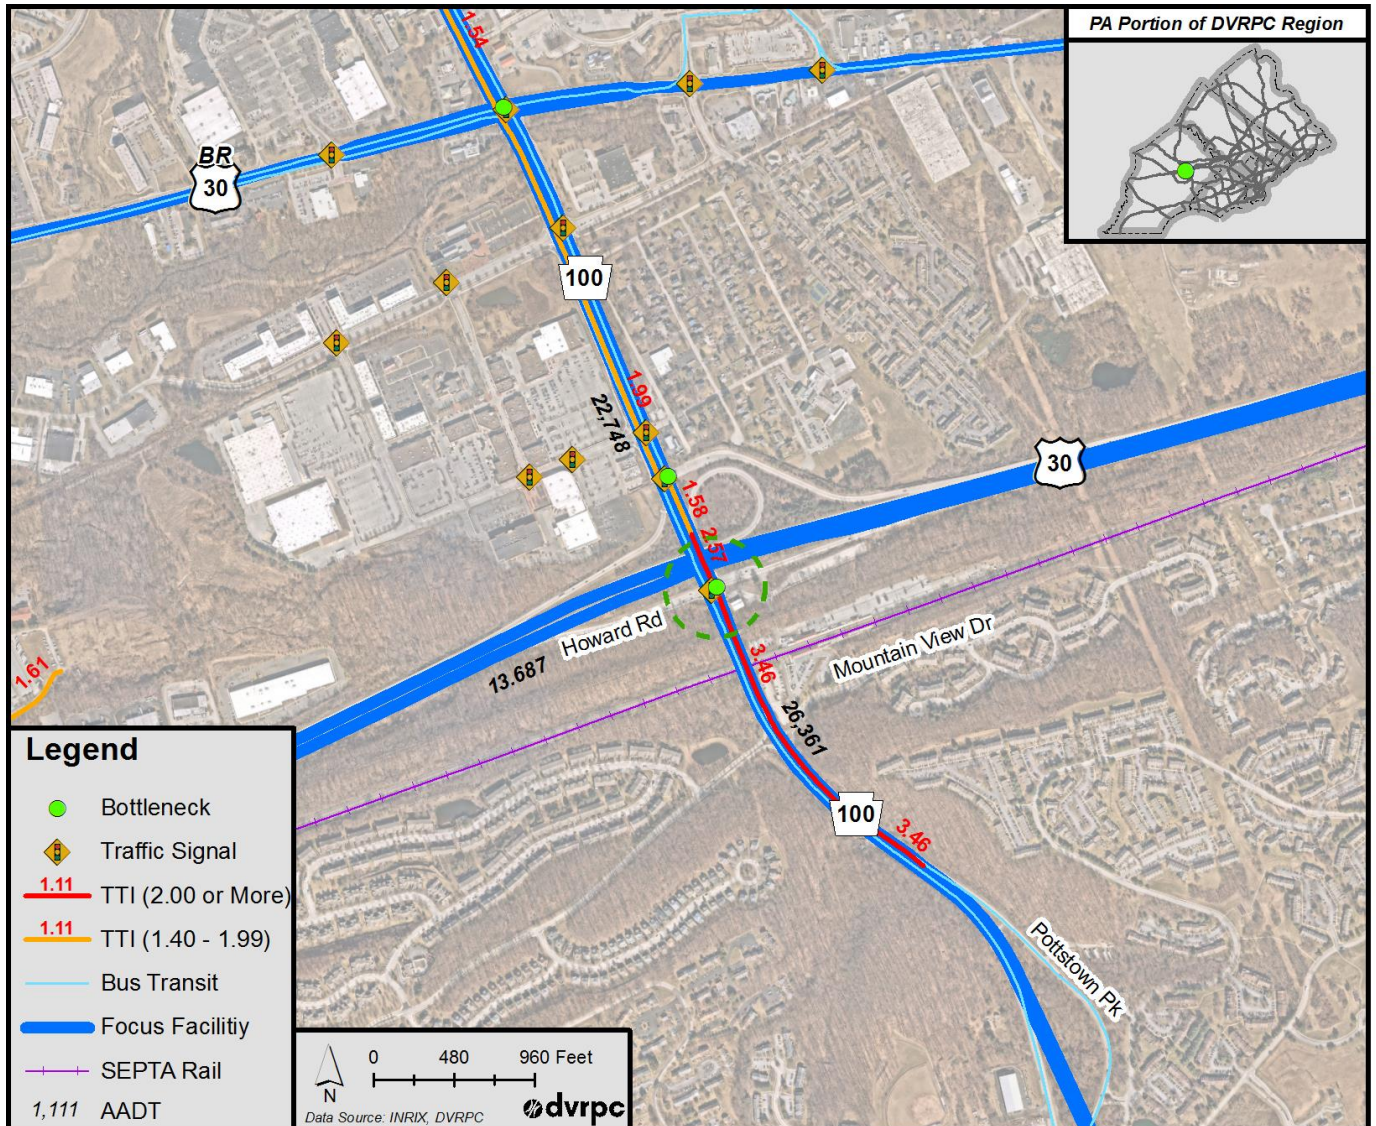 PA Portion of DVRPC Region
1.54
BR
30
100
1.99
22,748
30
1.58
2.57
Howard Rd
13.687
Mountain View Dr
3.46
26,361
1.61
100
3.46
Pottstown Pk
Legend
Bottleneck
Traffic Signal
1.11 TTI (2.00 or More)
1.11 TTI (1.40 - 1.99)
Bus Transit
Focus Facilitiy
SEPTA Rail
1,111 AADT
0 480 960 Feet
N
Data Source: INRIX, DVRPC
dvrpc